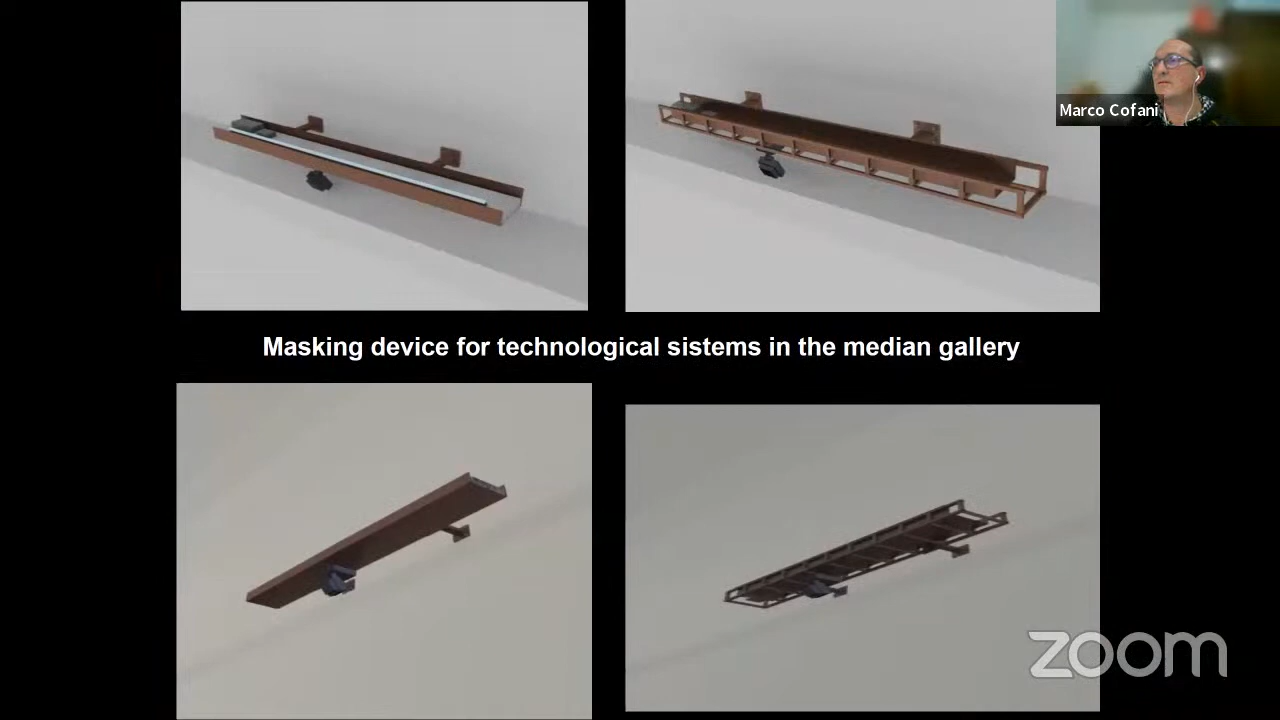 Marco Cofani
Masking device for technological sistems in the median gallery
zoom